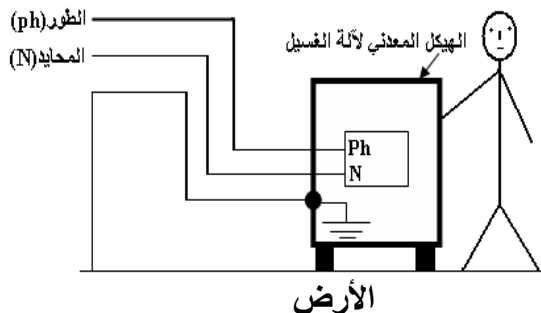 الطور(ph)
المحايد(N)
الهيكل المعدني لآلة الغسيل
Ph
N
الأرض